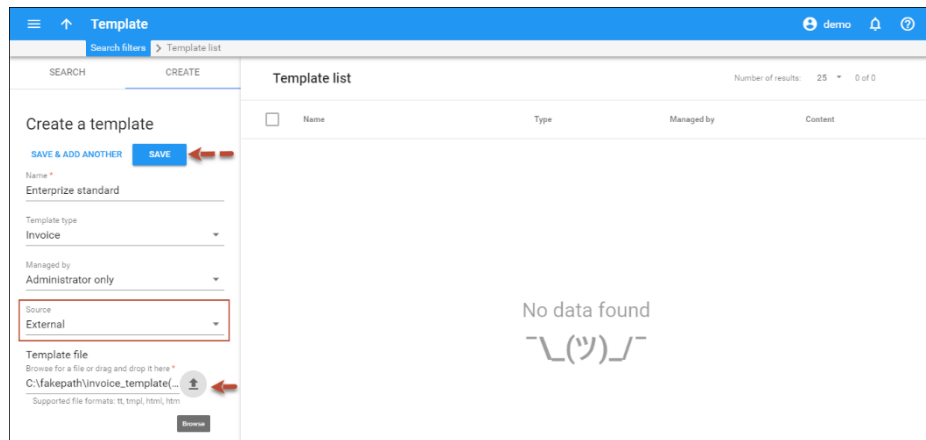 Template
demo
Search filters > Template list
SEARCH CREATE
Template list
Number of results: 25 0 of 0
Name Type Managed by Content
Create a template
SAVE & ADD ANOTHER SAVE
Name *
Enterprize standard
Template type
Invoice
Managed by
Administrator only
Source
External
No data found
¯\_(ツ)_/¯
Template file
Browse for a file or drag and drop it here *
C:\fakepath\invoice_template(...
Supported file formats: tt, tmpl, html, htm
Browse